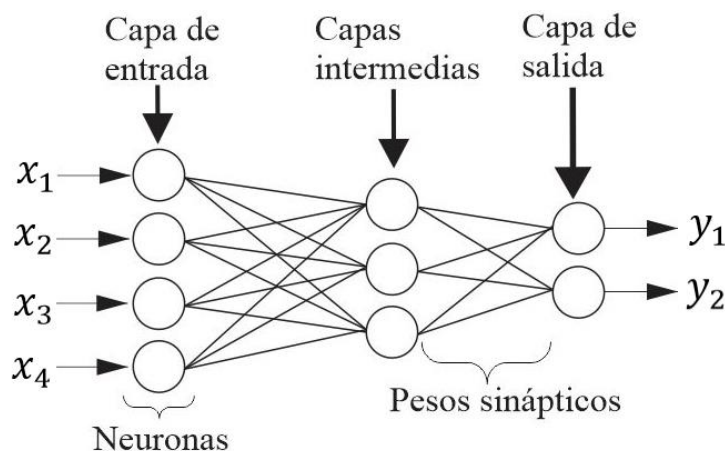 Capa de
entrada
Capas
intermedias
Capa de
salida
x₁
x₂
x₃
x₄
y₁
y₂
Pesos sinápticos
Neuronas